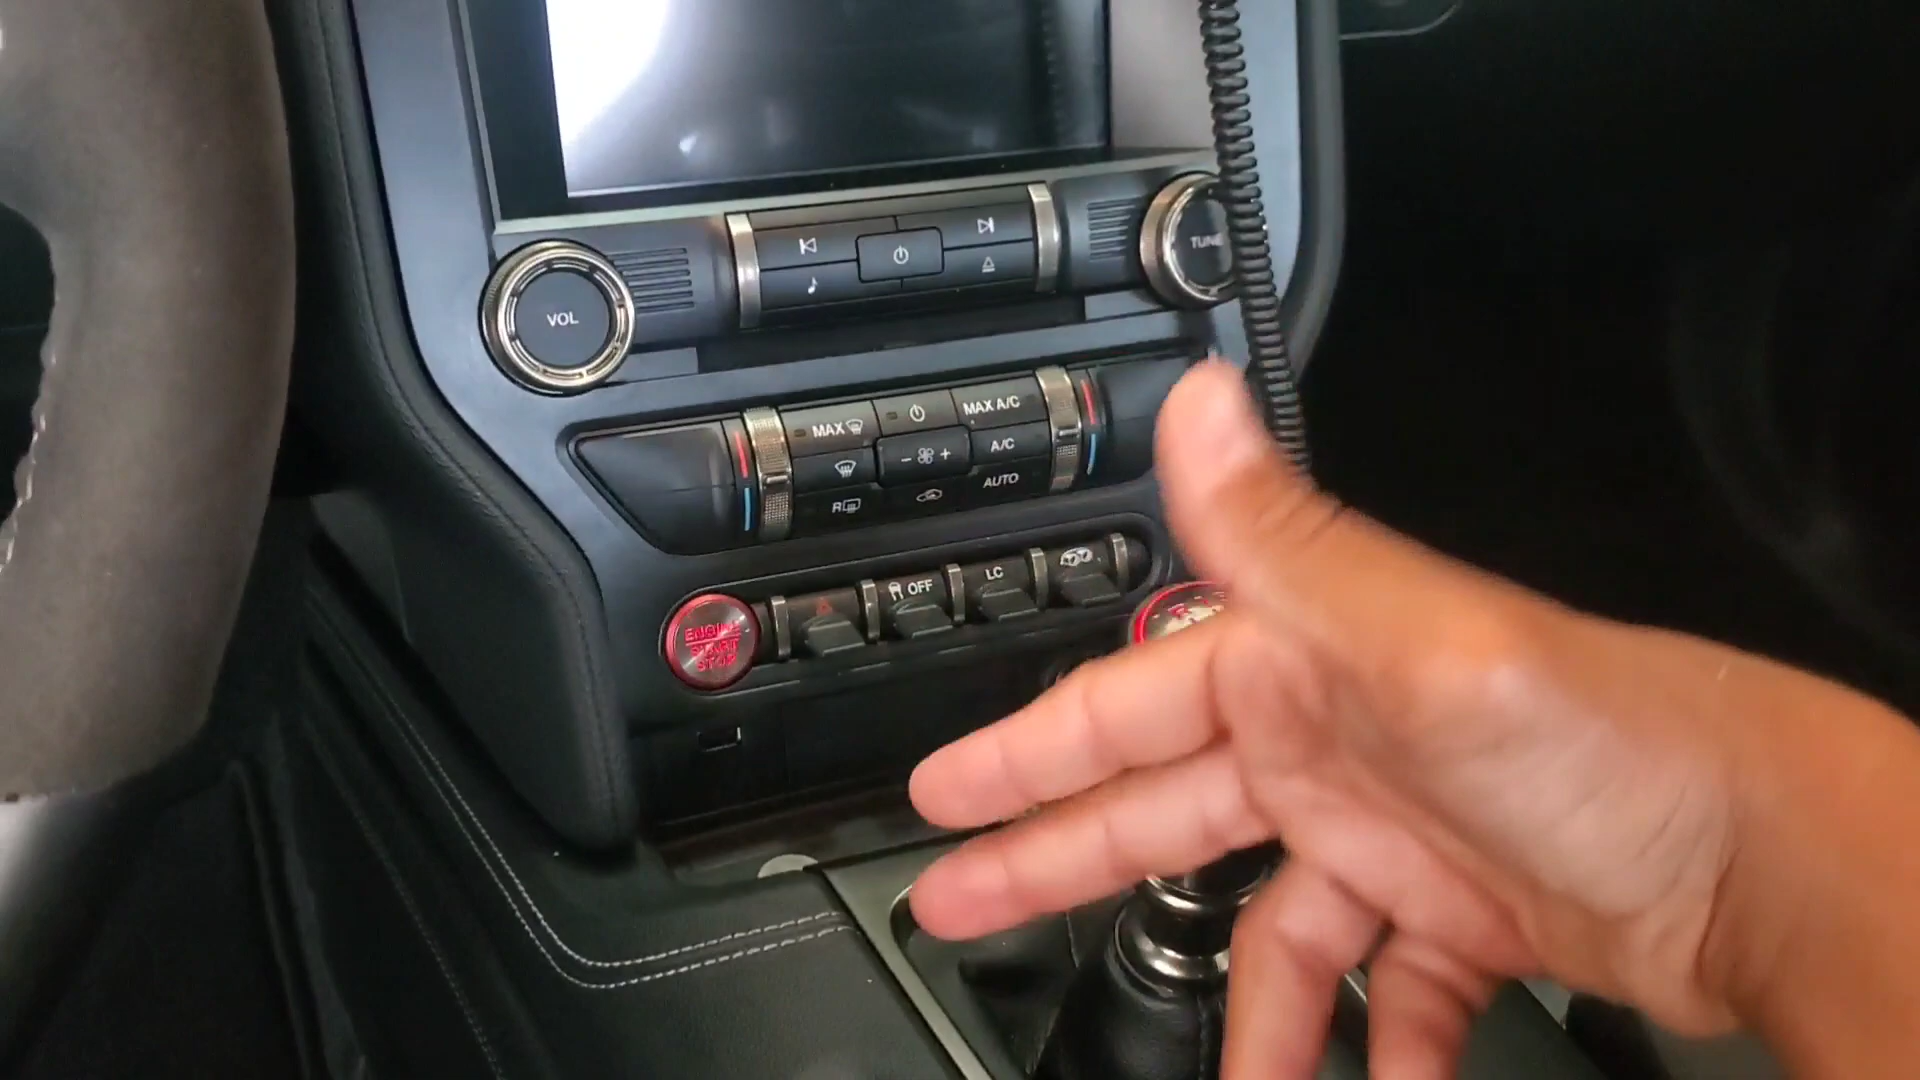 VOL
TUNE
MAX
MAX A/C
- +
A/C
R
AUTO
OFF
LC
ENGINE
START
STOP